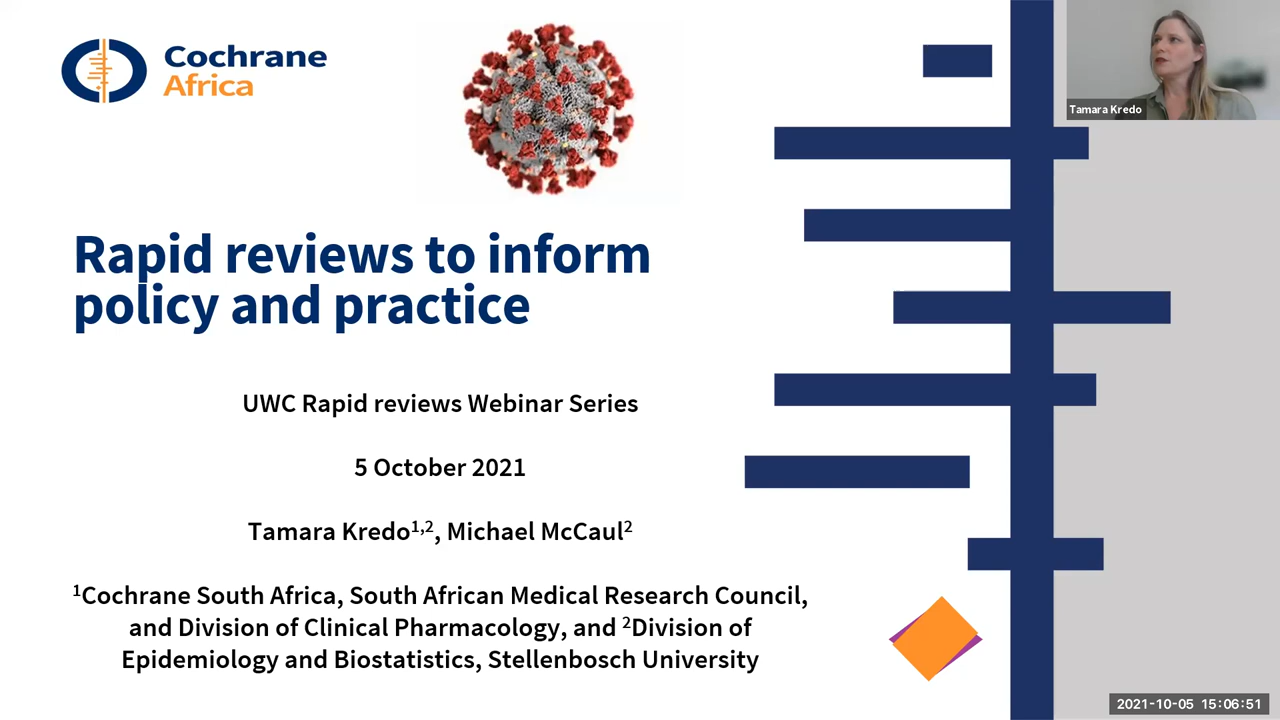 Cochrane
Africa
Tamara Kredo
Rapid reviews to inform
policy and practice
UWC Rapid reviews Webinar Series
5 October 2021
Tamara Kredo¹,², Michael McCaul²
¹Cochrane South Africa, South African Medical Research Council,
and Division of Clinical Pharmacology, and ²Division of
Epidemiology and Biostatistics, Stellenbosch University
2021-10-05 15:06:51